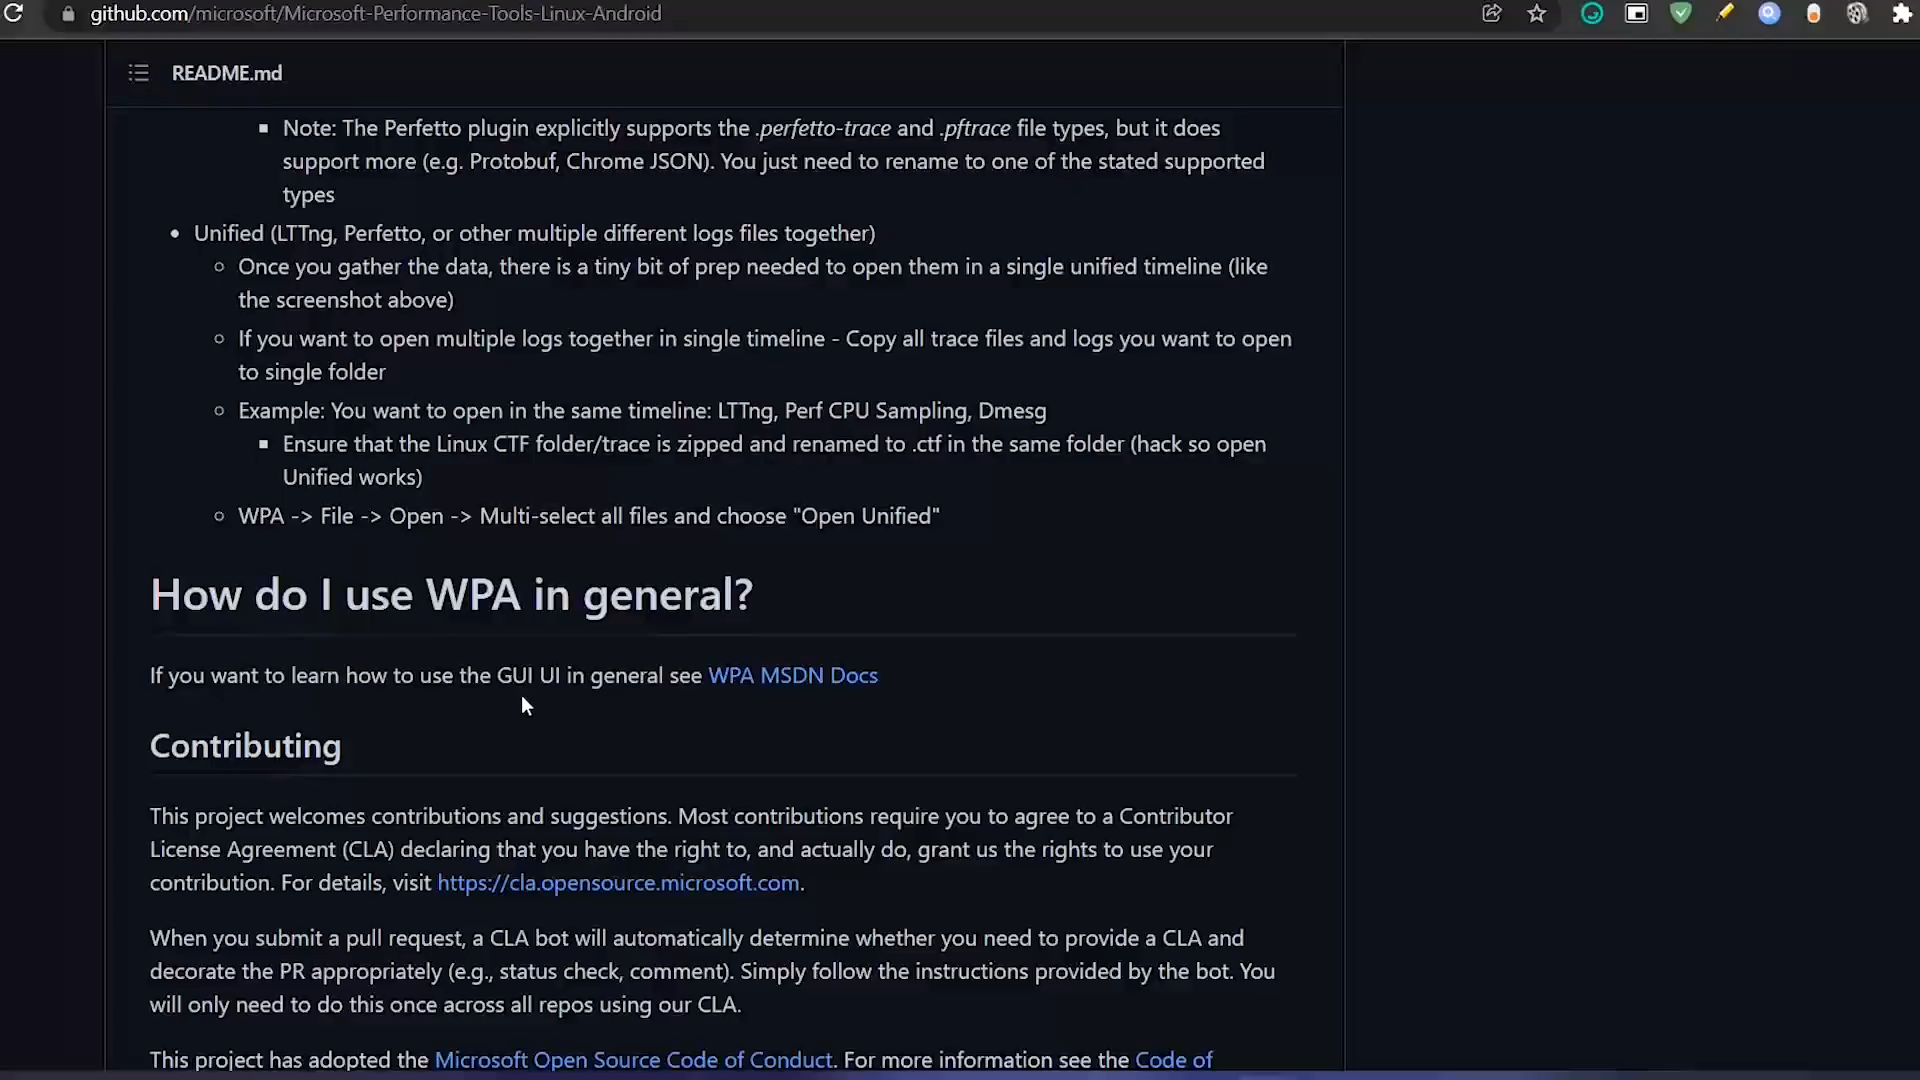 github.com/microsoft/Microsoft-Performance-Tools-Linux-Android
README.md
Note: The Perfetto plugin explicitly supports the .perfetto-trace and .pftrace file types, but it does
support more (e.g. Protobuf, Chrome JSON). You just need to rename to one of the stated supported
types
Unified (LTTng, Perfetto, or other multiple different logs files together)
Once you gather the data, there is a tiny bit of prep needed to open them in a single unified timeline (like
the screenshot above)
If you want to open multiple logs together in single timeline - Copy all trace files and logs you want to open
to single folder
Example: You want to open in the same timeline: LTTng, Perf CPU Sampling, Dmesg
Ensure that the Linux CTF folder/trace is zipped and renamed to .ctf in the same folder (hack so open
Unified works)
WPA -> File -> Open -> Multi-select all files and choose "Open Unified"
How do I use WPA in general?
If you want to learn how to use the GUI UI in general see WPA MSDN Docs
Contributing
This project welcomes contributions and suggestions. Most contributions require you to agree to a Contributor
License Agreement (CLA) declaring that you have the right to, and actually do, grant us the rights to use your
contribution. For details, visit https://cla.opensource.microsoft.com.
When you submit a pull request, a CLA bot will automatically determine whether you need to provide a CLA and
decorate the PR appropriately (e.g., status check, comment). Simply follow the instructions provided by the bot. You
will only need to do this once across all repos using our CLA.
This project has adopted the Microsoft Open Source Code of Conduct. For more information see the Code of